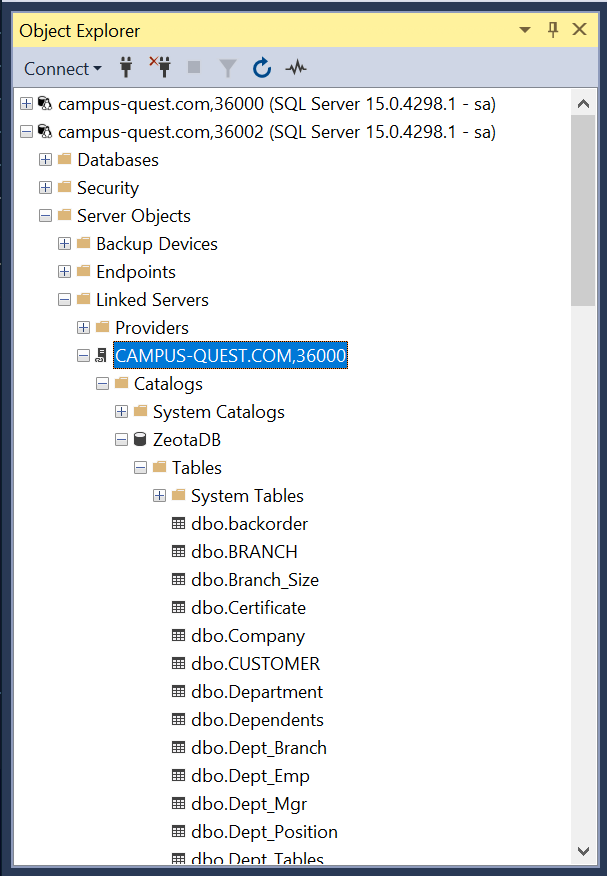 Object Explorer
Connect
campus-quest.com,36000 (SQL Server 15.0.4298.1 - sa)
campus-quest.com,36002 (SQL Server 15.0.4298.1 - sa)
Databases
Security
Server Objects
Backup Devices
Endpoints
Linked Servers
Providers
CAMPUS-QUEST.COM,36000
Catalogs
System Catalogs
ZeotaDB
Tables
System Tables
dbo.backorder
dbo.BRANCH
dbo.Branch_Size
dbo.Certificate
dbo.Company
dbo.CUSTOMER
dbo.Department
dbo.Dependents
dbo.Dept_Branch
dbo.Dept_Emp
dbo.Dept_Mgr
dbo.Dept_Position
dbo.Dept_Tables